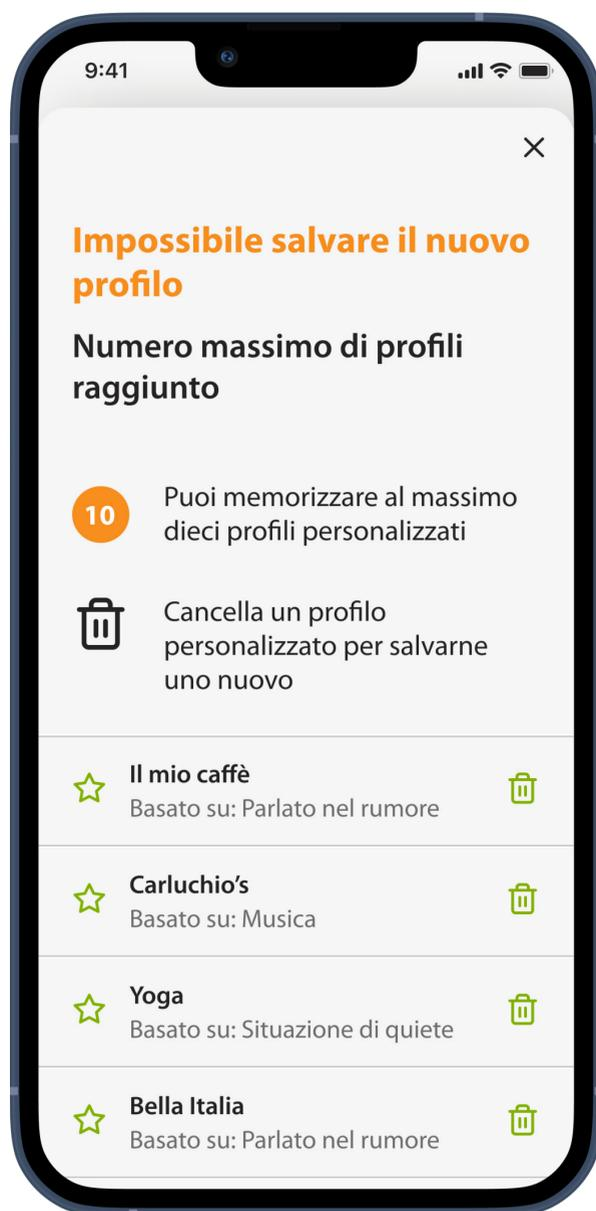 9:41
Impossibile salvare il nuovo
profilo
Numero massimo di profili
raggiunto
10
Puoi memorizzare al massimo
dieci profili personalizzati
Cancella un profilo
personalizzato per salvarne
uno nuovo
Il mio caffè
Basato su: Parlato nel rumore
Carluchio’s
Basato su: Musica
Yoga
Basato su: Situazione di quiete
Bella Italia
Basato su: Parlato nel rumore